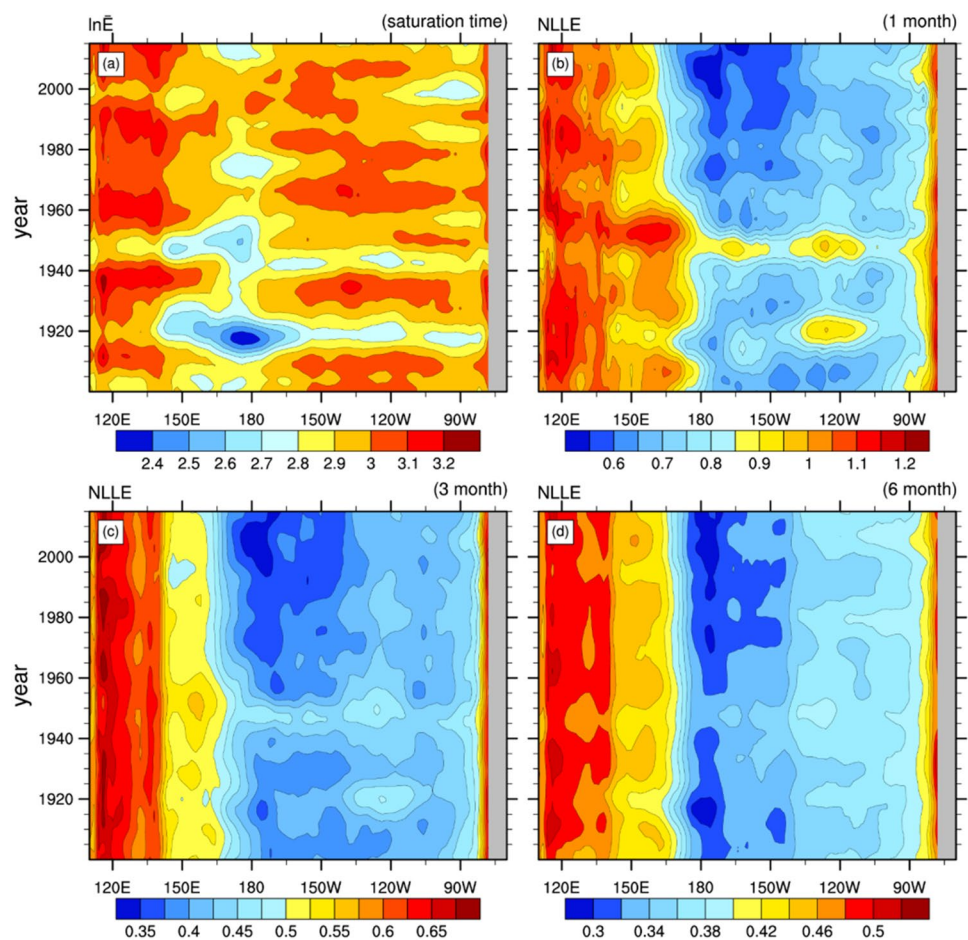 lnĒ (saturation time)
NLLE (1 month)
(a)
(b)
year
2000
1980
1960
1940
1920
120E 150E 180 150W 120W 90W
120E 150E 180 150W 120W 90W
2.4 2.5 2.6 2.7 2.8 2.9 3 3.1 3.2
0.6 0.7 0.8 0.9 1 1.1 1.2
NLLE (3 month)
NLLE (6 month)
(c)
(d)
year
2000
1980
1960
1940
1920
120E 150E 180 150W 120W 90W
120E 150E 180 150W 120W 90W
0.35 0.4 0.45 0.5 0.55 0.6 0.65
0.3 0.34 0.38 0.42 0.46 0.5